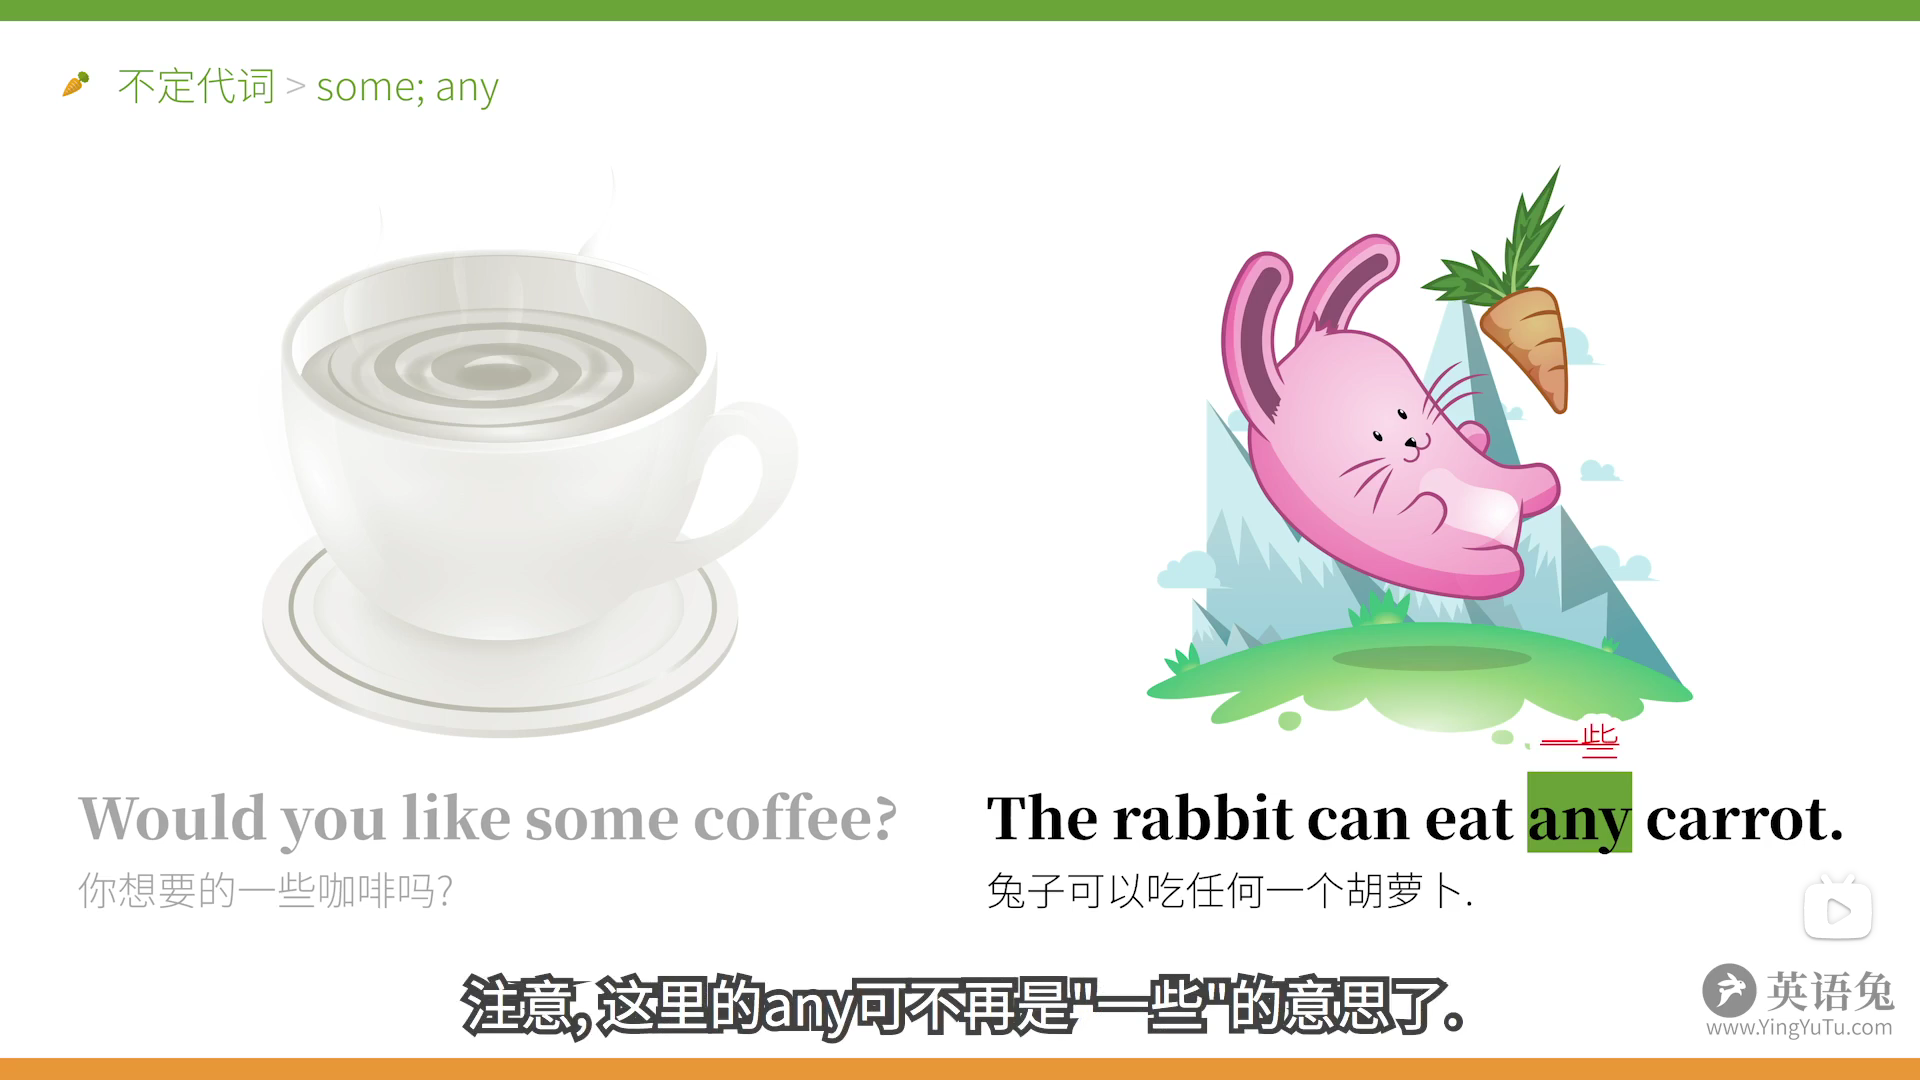 不定代词 > some; any
一些
Would you like some coffee?
你想要的一些咖啡吗?
The rabbit can eat any carrot.
兔子可以吃任何一个胡萝卜.
注意, 这里的any可不再是"一些"的意思了。
英语兔
www.YingYuTu.com